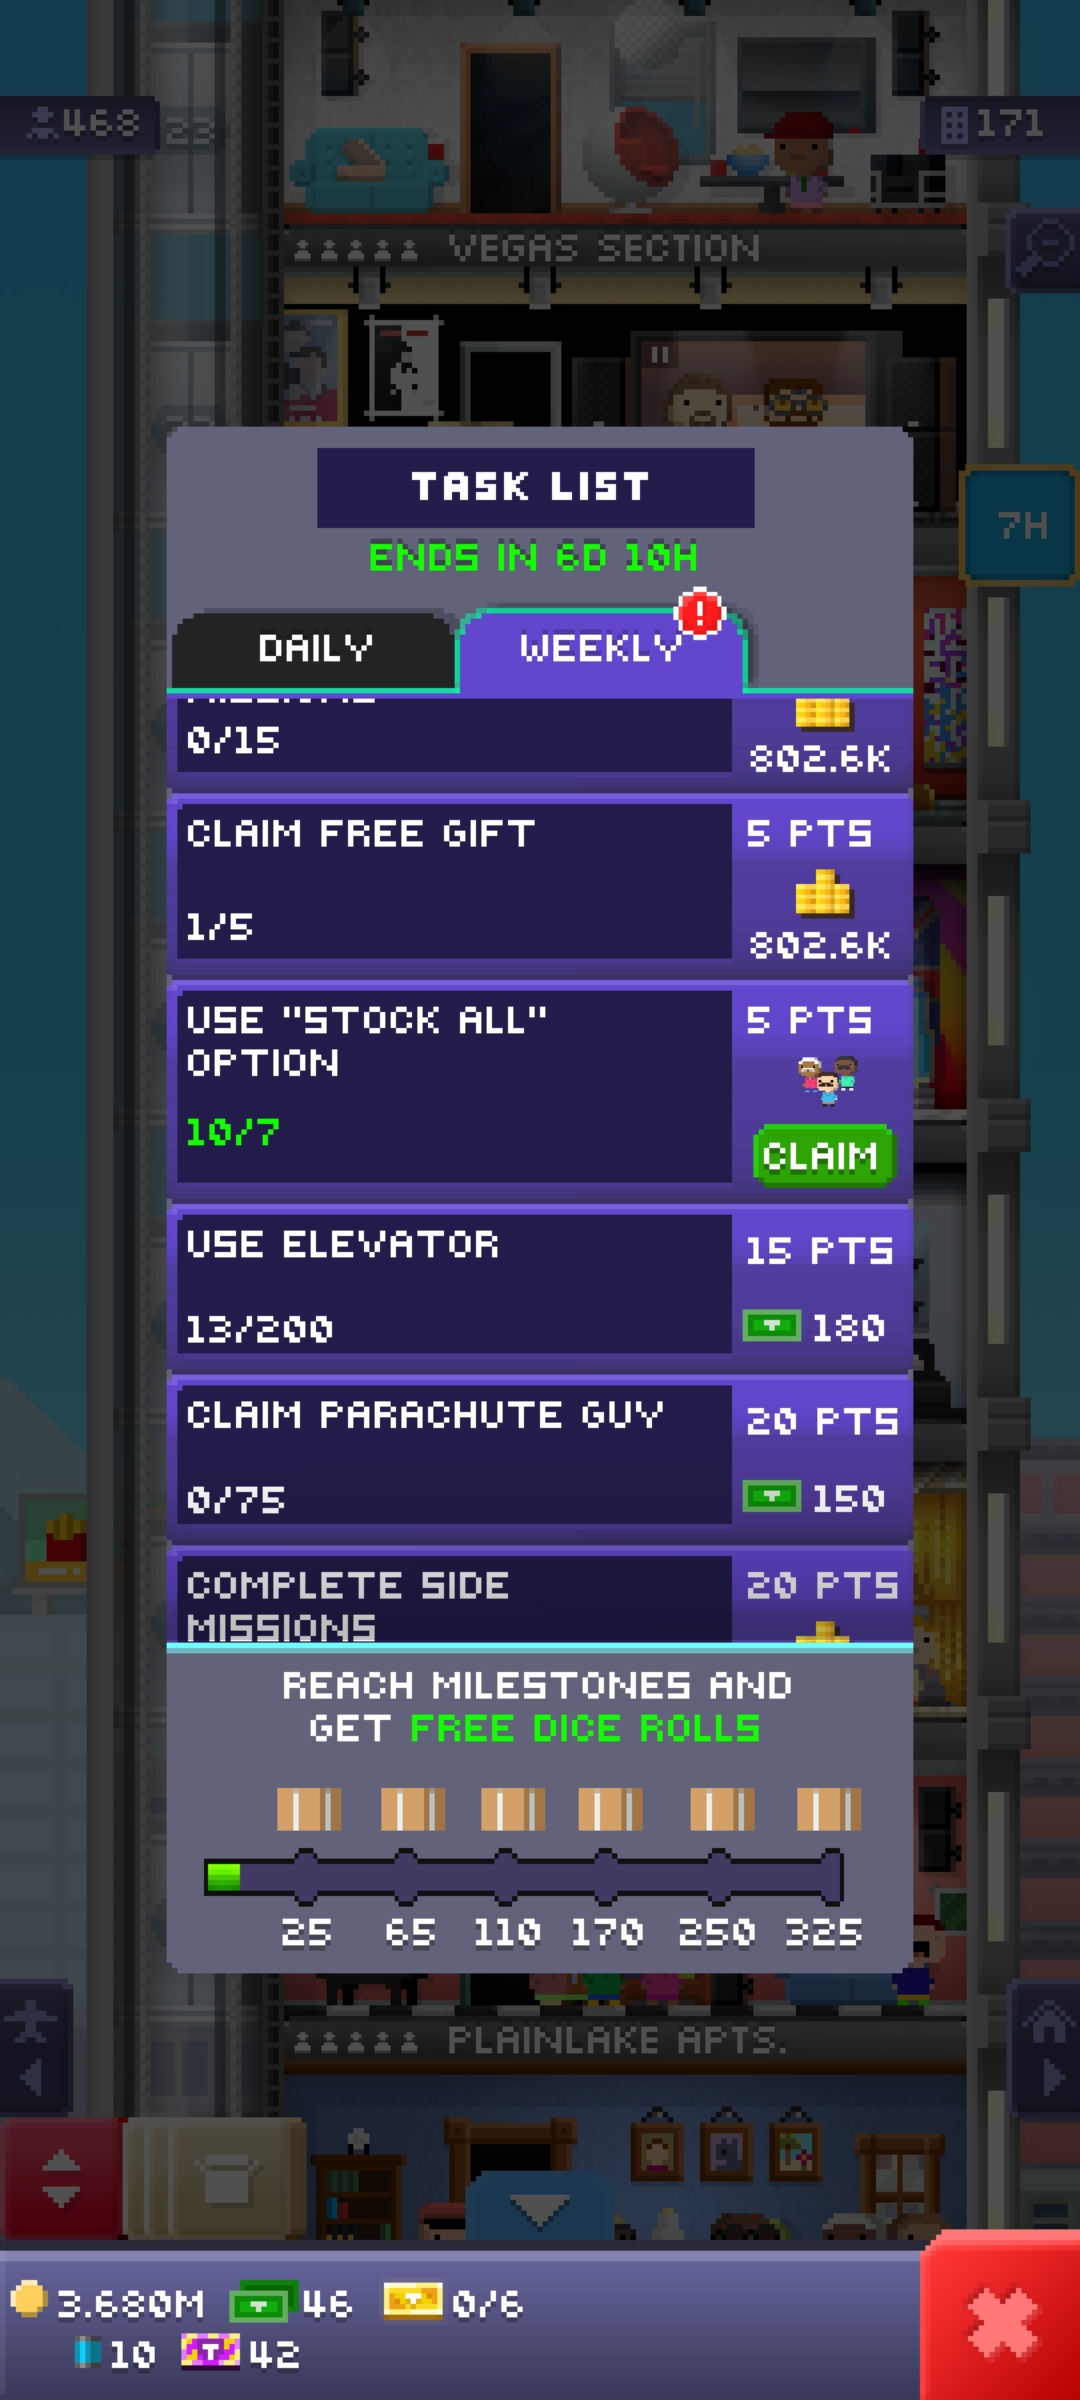 468
23
171
VEGAS SECTION
TASK LIST
ENDS IN 6D 10H
7H
DAILY
WEEKLY
!
0/15
802.6K
CLAIM FREE GIFT
5 PTS
1/5
802.6K
USE "STOCK ALL"
OPTION
5 PTS
10/7
CLAIM
USE ELEVATOR
15 PTS
13/200
180
CLAIM PARACHUTE GUY
20 PTS
0/75
150
COMPLETE SIDE
MISSIONS
20 PTS
REACH MILESTONES AND
GET FREE DICE ROLLS
25 65 110 170 250 325
PLAINLAKE APTS.
3.680M 46 0/6
10 42